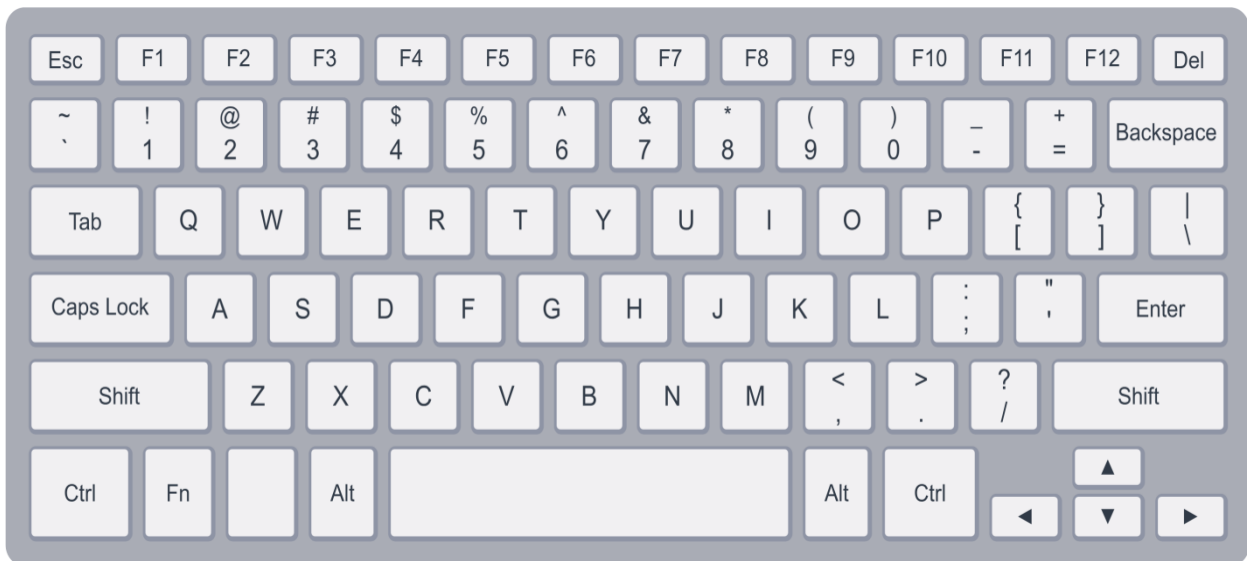 Esc F1 F2 F3 F4 F5 F6 F7 F8 F9 F10 F11 F12 Del
~ ! @ # $ % ^ & * ( ) _ +
` 1 2 3 4 5 6 7 8 9 0 - = Backspace
Tab Q W E R T Y U I O P { } |
[ ] \
Caps Lock A S D F G H J K L : " Enter
; '
Shift Z X C V B N M < > ? Shift
, . /
Ctrl Fn Alt Alt Ctrl ▲
◀ ▼ ▶